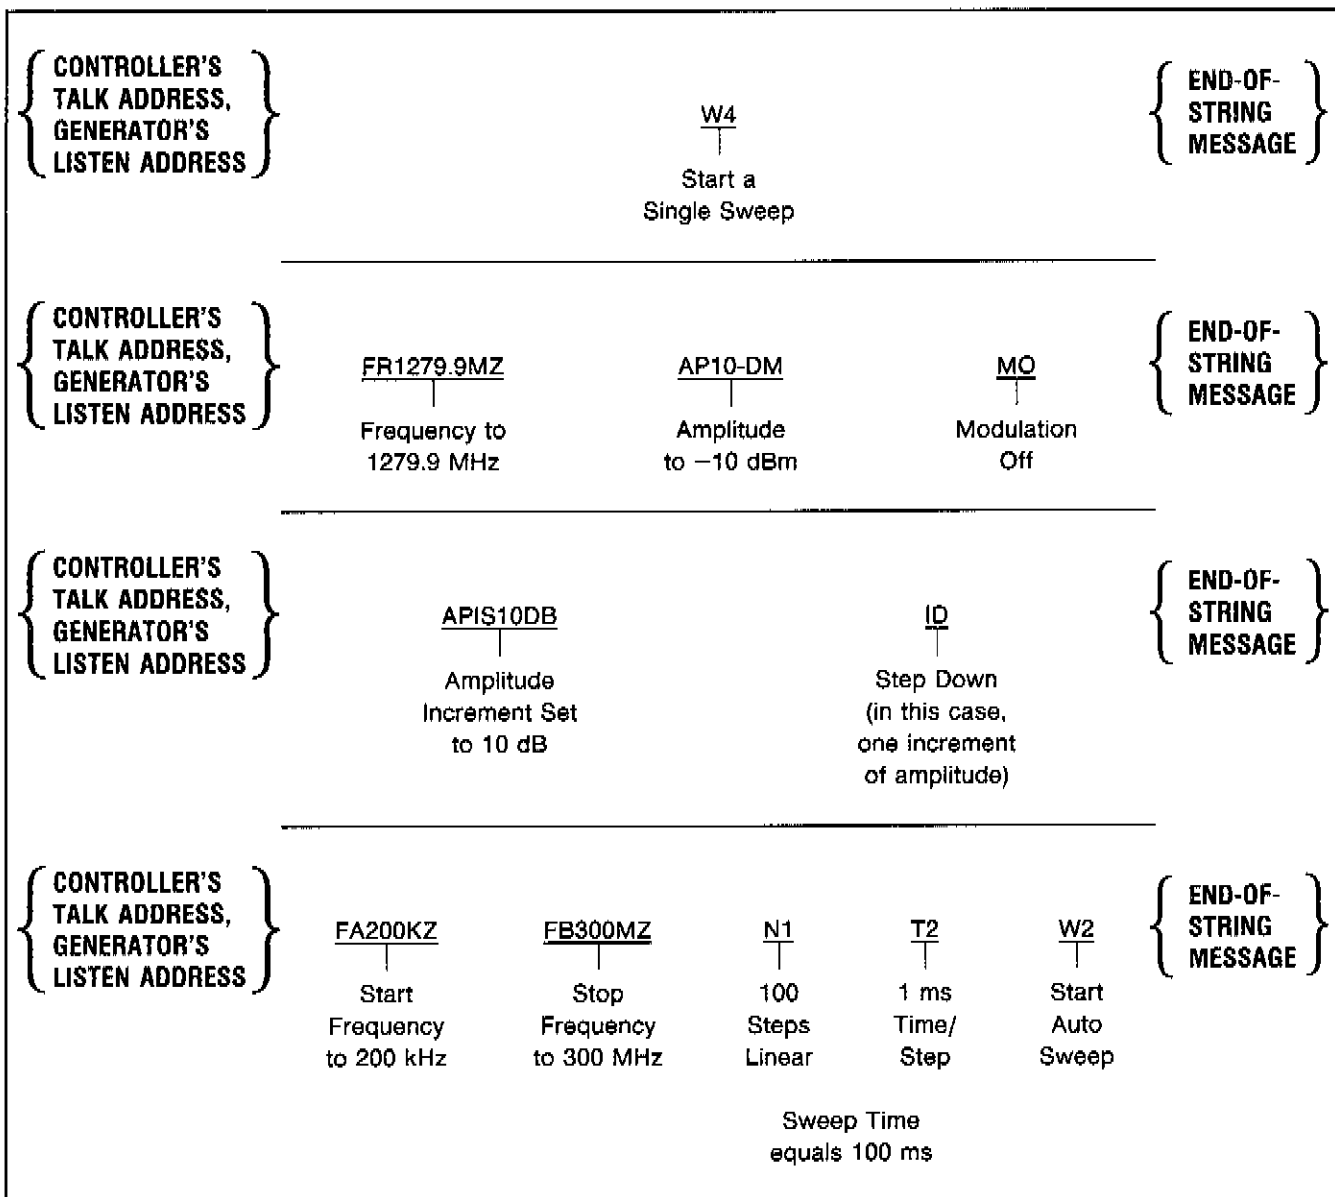 CONTROLLER'S
TALK ADDRESS,
GENERATOR'S
LISTEN ADDRESS
W4
Start a
Single Sweep
END-OF-
STRING
MESSAGE
CONTROLLER'S
TALK ADDRESS,
GENERATOR'S
LISTEN ADDRESS
FR1279.9MZ
Frequency to
1279.9 MHz
AP10-DM
Amplitude
to −10 dBm
MO
Modulation
Off
END-OF-
STRING
MESSAGE
CONTROLLER'S
TALK ADDRESS,
GENERATOR'S
LISTEN ADDRESS
APIS10DB
Amplitude
Increment Set
to 10 dB
ID
Step Down
(in this case,
one increment
of amplitude)
END-OF-
STRING
MESSAGE
CONTROLLER'S
TALK ADDRESS,
GENERATOR'S
LISTEN ADDRESS
FA200KZ
Start
Frequency
to 200 kHz
FB300MZ
Stop
Frequency
to 300 MHz
N1
100
Steps
Linear
T2
1 ms
Time/
Step
W2
Start
Auto
Sweep
Sweep Time
equals 100 ms
END-OF-
STRING
MESSAGE